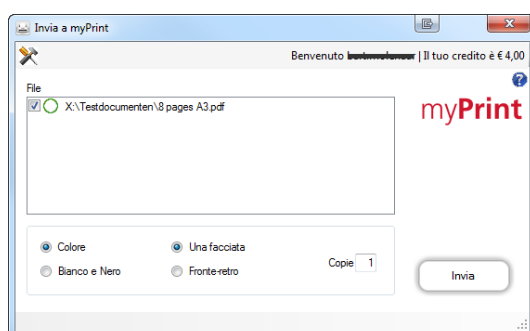 Invia a myPrint
Benvenuto | Il tuo credito è € 4,00
File
X:\Testdocumenten\8 pages A3.pdf
myPrint
Colore
Una facciata
Copie 1
Bianco e Nero
Fronte-retro
Invia